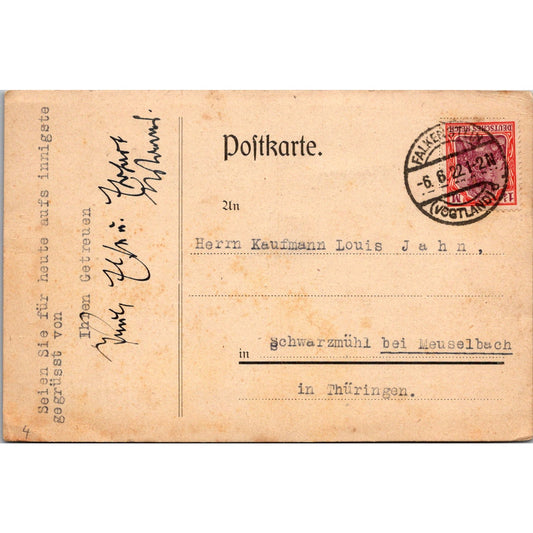 Seien Sie für heute aufs innigste
gegrüsst von
Ihren Getreuen
Postkarte.
FALKENSTEIN
-6.6.22.1-2N
(VOGTLAND)
DEUTSCHES REICH
An
Herrn Kaufmann Louis Jahn,
in Schwarzmühl bei Meuselbach
in Thüringen.
4